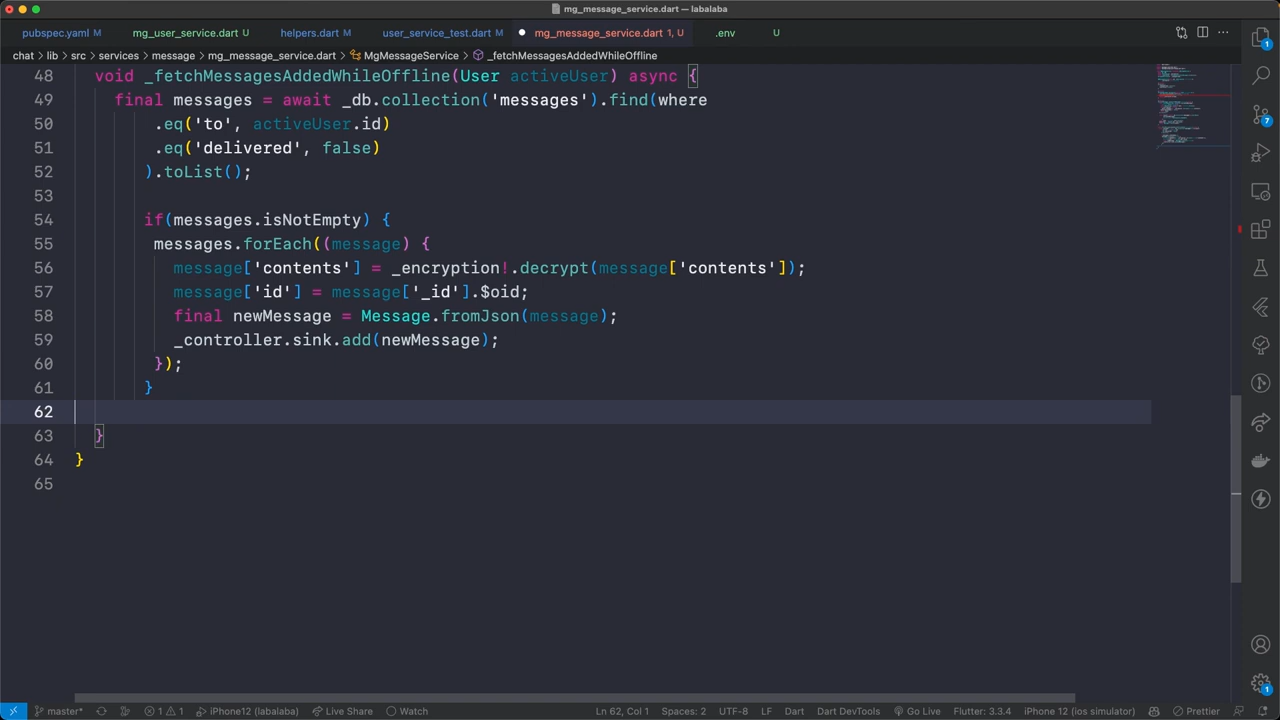 mg_message_service.dart — labalaba
pubspec.yaml M
mg_user_service.dart U
helpers.dart M
user_service_test.dart M
mg_message_service.dart 1, U
.env U
chat > lib > src > services > message > mg_message_service.dart > MgMessageService > _fetchMessagesAddedWhileOffline
48 void _fetchMessagesAddedWhileOffline(User activeUser) async {
49 final messages = await _db.collection('messages').find(where
50 .eq('to', activeUser.id)
51 .eq('delivered', false)
52 ).toList();
53
54 if(messages.isNotEmpty) {
55 messages.forEach((message) {
56 message['contents'] = _encryption!.decrypt(message['contents']);
57 message['id'] = message['_id'].$oid;
58 final newMessage = Message.fromJson(message);
59 _controller.sink.add(newMessage);
60 });
61 }
62
63 }
64 }
65
1
7
1
master* 1 1 iPhone12 (labalaba) Live Share Watch Ln 62, Col 1 Spaces: 2 UTF-8 LF Dart Dart DevTools Go Live Flutter: 3.3.4 iPhone 12 (ios simulator) Prettier